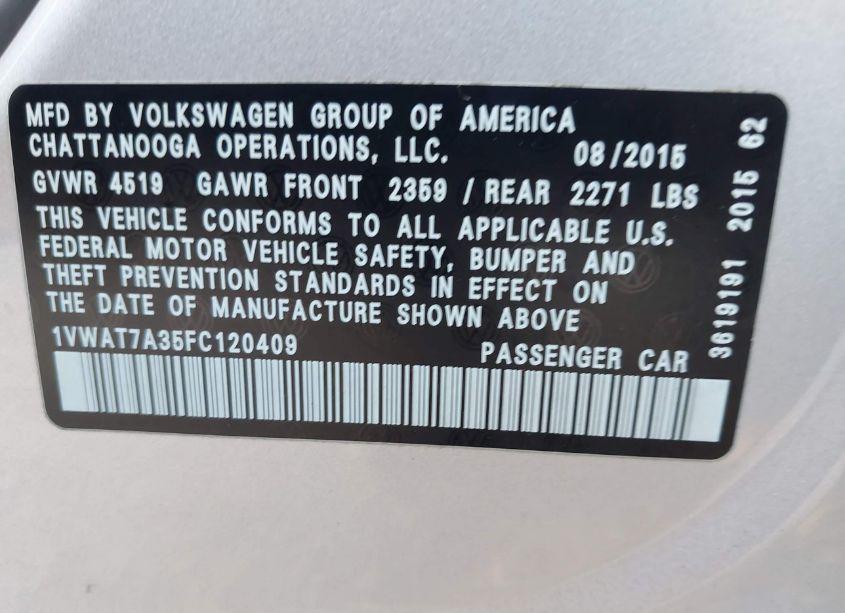 MFD BY VOLKSWAGEN GROUP OF AMERICA
CHATTANOOGA OPERATIONS, LLC. 08/2015
GVWR 4519 GAWR FRONT 2359 / REAR 2271 LBS
THIS VEHICLE CONFORMS TO ALL APPLICABLE U.S.
FEDERAL MOTOR VEHICLE SAFETY, BUMPER AND
THEFT PREVENTION STANDARDS IN EFFECT ON
THE DATE OF MANUFACTURE SHOWN ABOVE
1VWAT7A35FC120409 PASSENGER CAR
3619191 2015 62